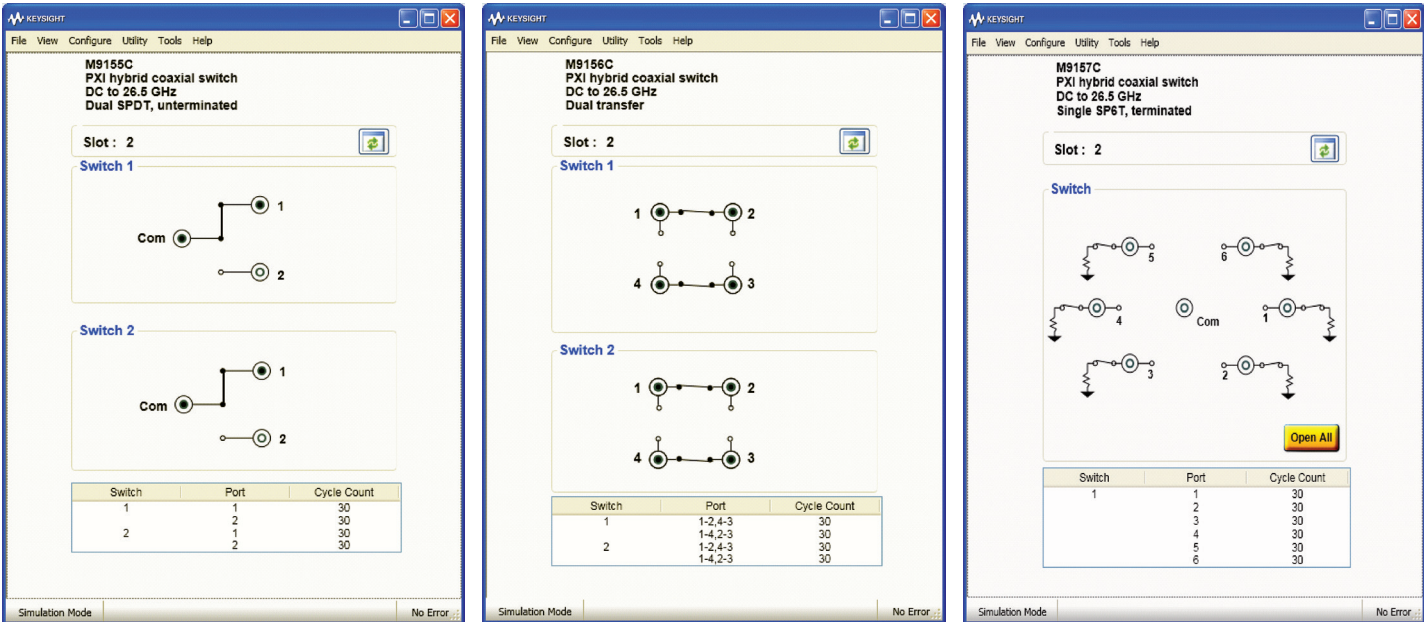 KEYSIGHT
File View Configure Utility Tools Help
M9155C
PXI hybrid coaxial switch
DC to 26.5 GHz
Dual SPDT, unterminated
Slot : 2
Switch 1
1
Com
2
Switch 2
1
Com
2
Switch Port Cycle Count
1 1 30
2 30
2 1 30
2 30
Simulation Mode No Error
KEYSIGHT
File View Configure Utility Tools Help
M9156C
PXI hybrid coaxial switch
DC to 26.5 GHz
Dual transfer
Slot : 2
Switch 1
1 2
4 3
Switch 2
1 2
4 3
Switch Port Cycle Count
1 1-2,4-3 30
1-4,2-3 30
2 1-2,4-3 30
1-4,2-3 30
Simulation Mode No Error
KEYSIGHT
File View Configure Utility Tools Help
M9157C
PXI hybrid coaxial switch
DC to 26.5 GHz
Single SP6T, terminated
Slot : 2
Switch
5 6
4 Com 1
3 2
Open All
Switch Port Cycle Count
1 1 30
2 30
3 30
4 30
5 30
6 30
Simulation Mode No Error